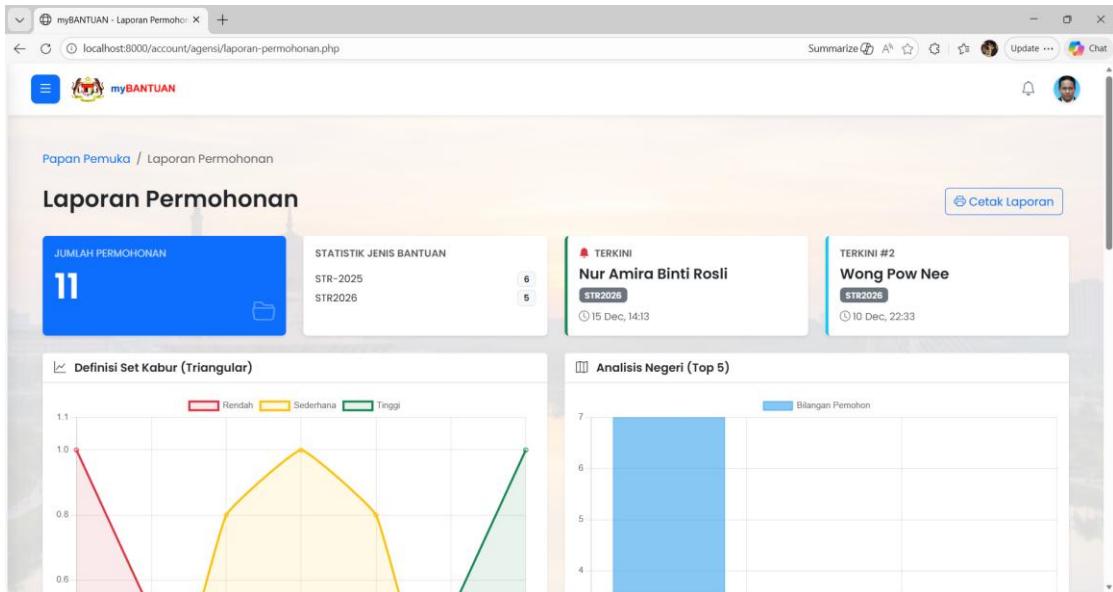 myBANTUAN - Laporan Permohon
localhost:8000/account/agensi/laporan-permohonan.php
Summarize
Update
Chat
myBANTUAN
Papan Pemuka / Laporan Permohonan
Laporan Permohonan
Cetak Laporan
JUMLAH PERMOHONAN
11
STATISTIK JENIS BANTUAN
STR-2025 6
STR2026 5
TERKINI
Nur Amira Binti Rosli
STR2026
15 Dec, 14:13
TERKINI #2
Wong Pow Nee
STR2026
10 Dec, 22:33
Definisi Set Kabur (Triangular)
Rendah Sederhana Tinggi
1.1
1.0
0.8
0.6
Analisis Negeri (Top 5)
Bilangan Pemohon
7
6
5
4